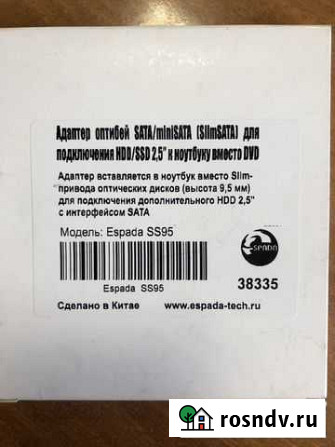 Адаптер оптибей SATA/miniSATA (SlimSATA) для
подключения HDD/SSD 2,5" к ноутбуку вместо DVD
Адаптер вставляется в ноутбук вместо Slim-
привода оптических дисков (высота 9,5 мм)
для подключения дополнительного HDD 2,5"
с интерфейсом SATA
Модель: Espada SS95
ESPADA
Espada SS95
38335
Сделано в Китае www.espada-tech.ru
rosndv.ru